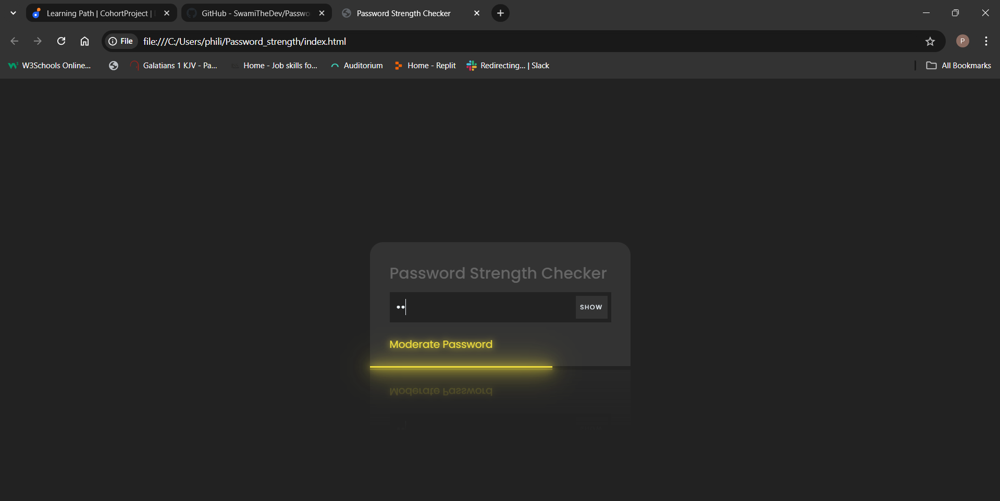 Learning Path | CohortProject |
GitHub - SwamiTheDev/Passwo
Password Strength Checker
File
file:///C:/Users/phili/Password_strength/index.html
P
W3Schools Online...
Galatians 1 KJV - Pa...
Home - Job skills fo...
Auditorium
Home - Replit
Redirecting... | Slack
All Bookmarks
Password Strength Checker
••
SHOW
Moderate Password
Moderate Password